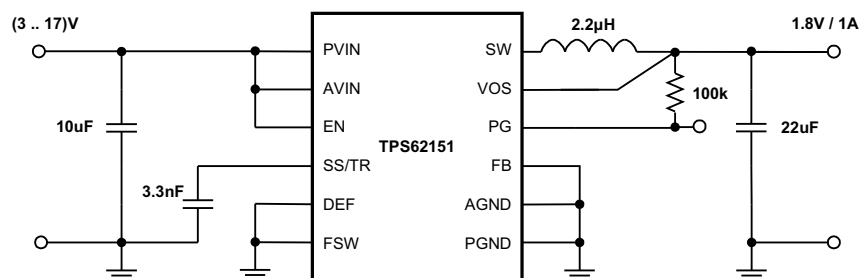 (3 .. 17)V
1.8V / 1A
2.2µH
PVIN
SW
AVIN
VOS
100k
10uF
EN
PG
22uF
TPS62151
SS/TR
FB
3.3nF
DEF
AGND
FSW
PGND